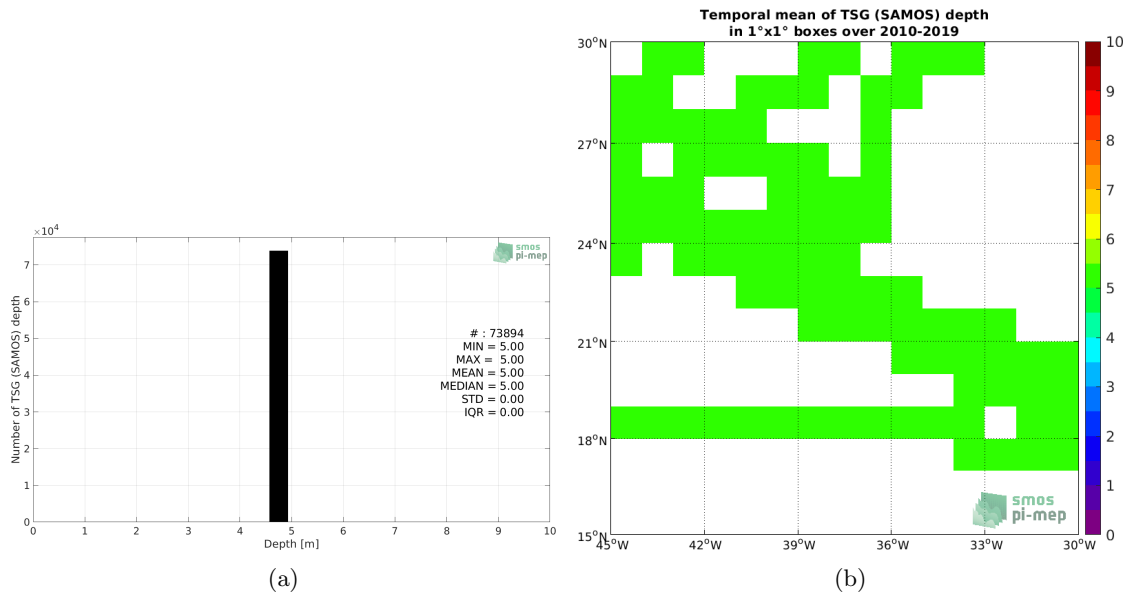 ×10⁴
7
6
5
4
3
2
1
0
Number of TSG (SAMOS) depth
smos
pi-mep
# : 73894
MIN = 5.00
MAX = 5.00
MEAN = 5.00
MEDIAN = 5.00
STD = 0.00
IQR = 0.00
0 1 2 3 4 5 6 7 8 9 10
Depth [m]
(a)
Temporal mean of TSG (SAMOS) depth
in 1°x1° boxes over 2010-2019
30°N
27°N
24°N
21°N
18°N
15°N
45°W 42°W 39°W 36°W 33°W 30°W
smos
pi-mep
10
9
8
7
6
5
4
3
2
1
0
(b)